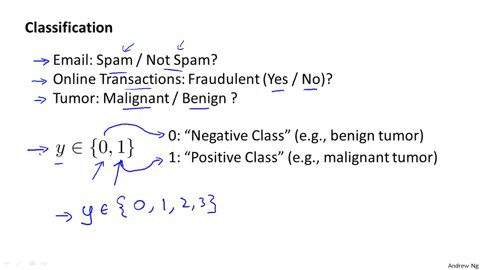 Classification
→ Email: Spam / Not Spam?
→ Online Transactions: Fraudulent (Yes / No)?
→ Tumor: Malignant / Benign ?
→ y ∈ {0, 1}
0: “Negative Class” (e.g., benign tumor)
1: “Positive Class” (e.g., malignant tumor)
→ y ∈ { 0, 1, 2, 3 }
Andrew Ng